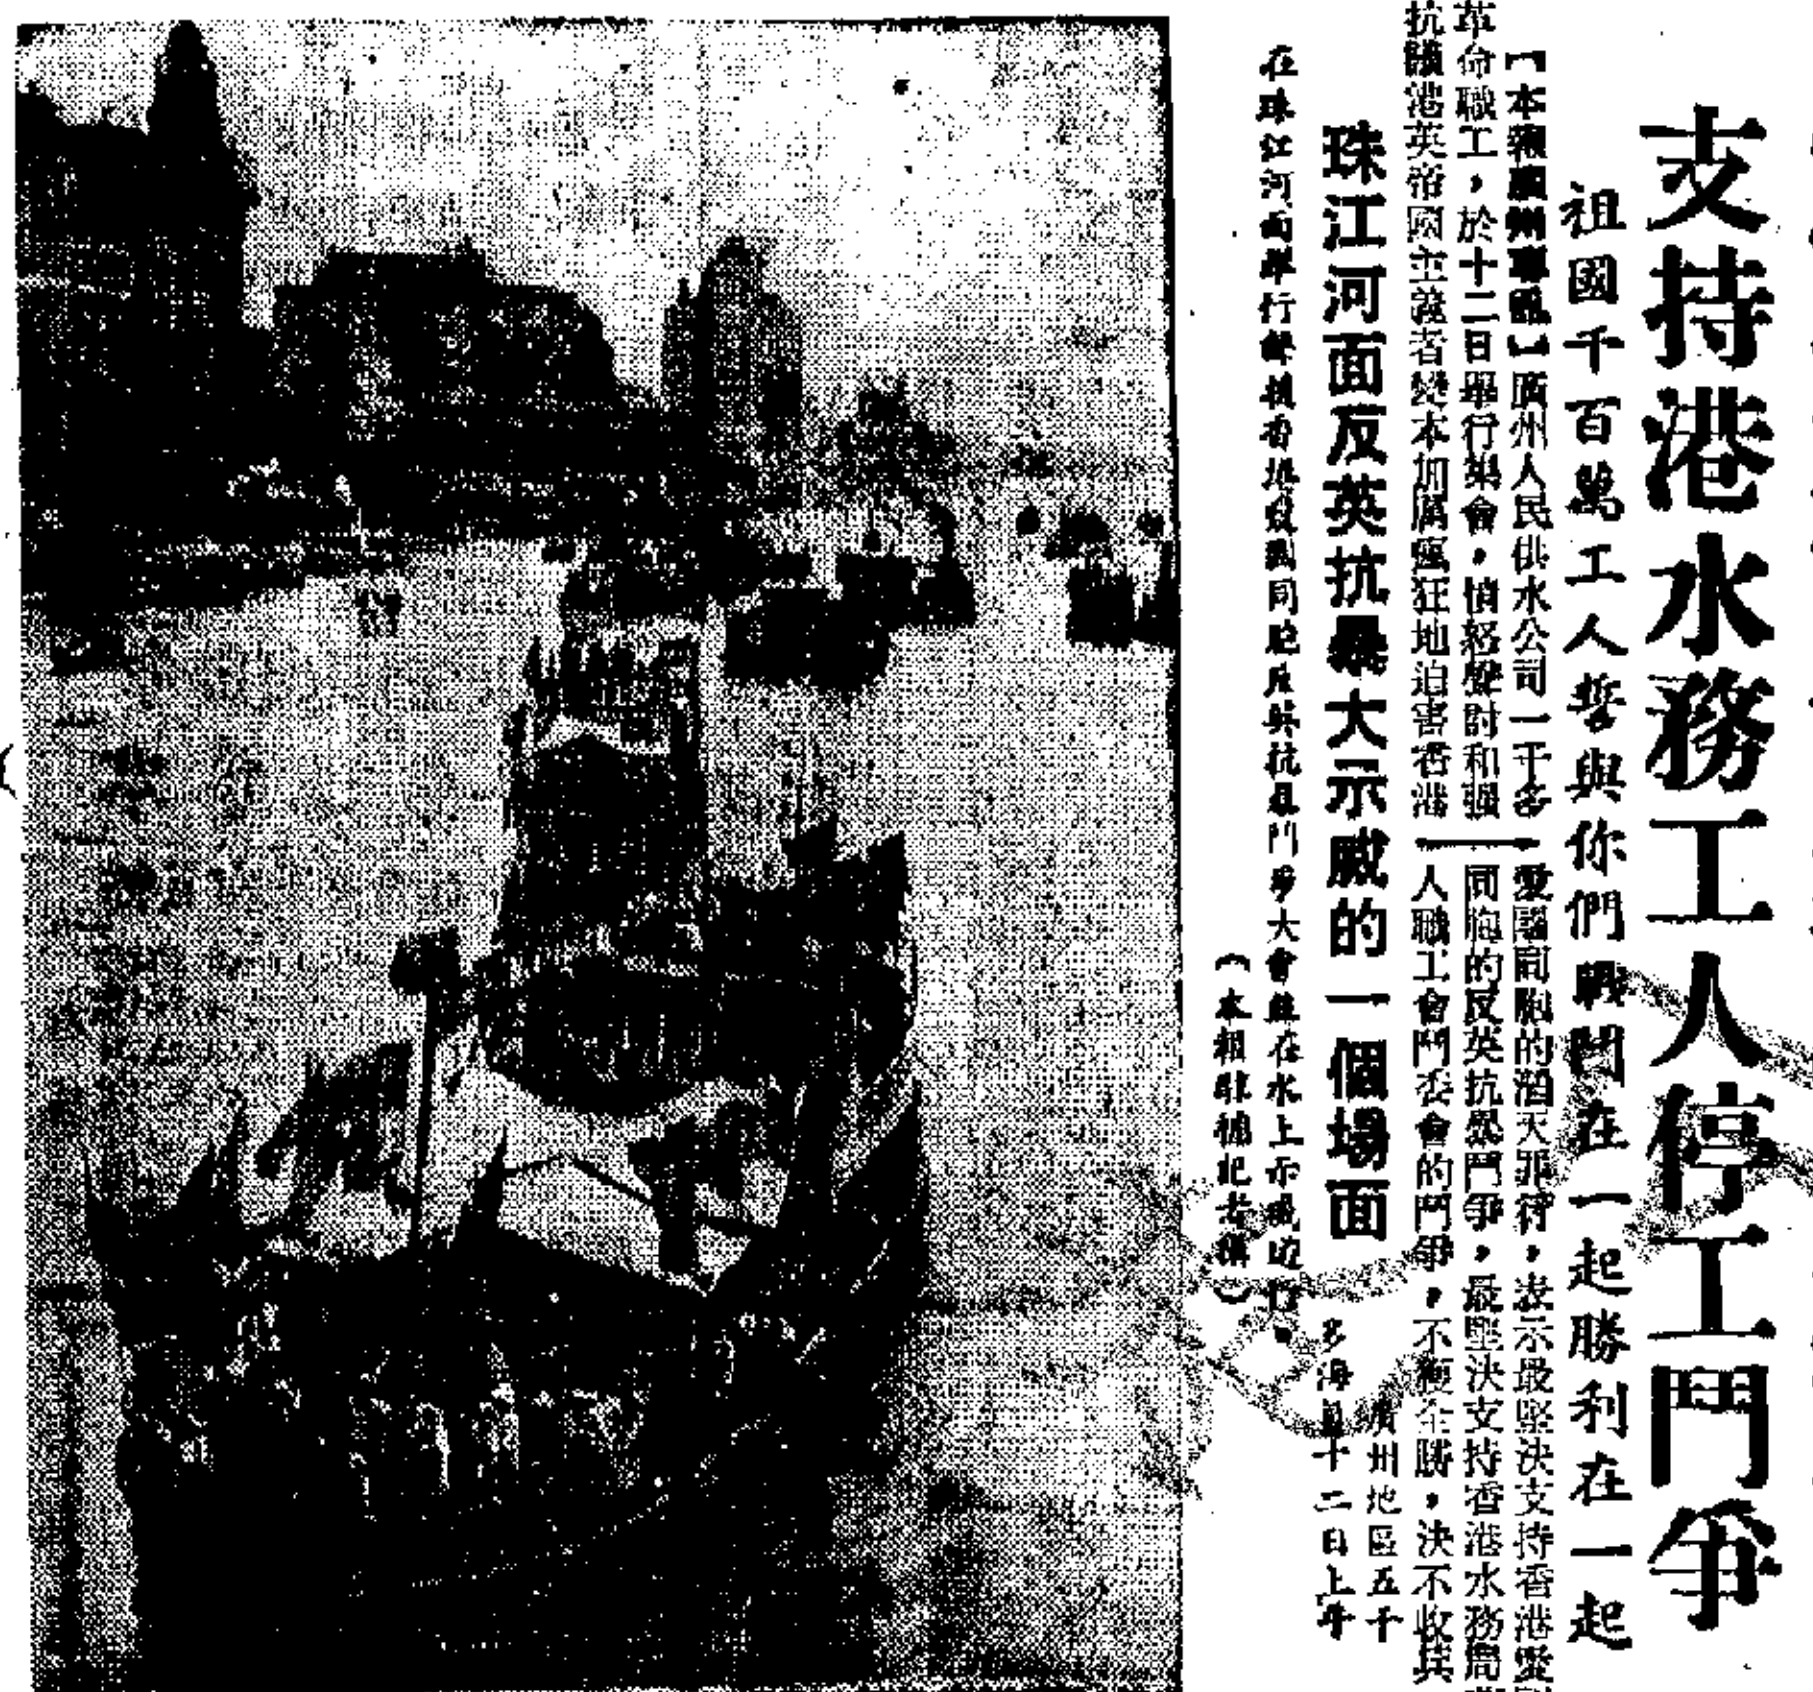 支持港水務工人停工鬥爭
祖國千百萬工人誓與你們戰鬥在一起勝利在一起
【本報廣州專訊】廣州人民供水公司一千多
革命職工,於十二日舉行集會,憤怒聲討和強
抗議港英帝國主義者變本加厲瘋狂地迫害香港
愛國同胞的滔天罪行,表示最堅決支持香港愛
同胞的反英抗暴鬥爭,最堅決支持香港水務局
人職工會鬥委會的鬥爭,不獲全勝,決不收兵
珠江河面反英抗暴大示威的一個場面
廣州地區五千
多海員十二日上午
在珠江河面舉行聲援香港愛國同胞反英抗暴鬥爭大會並在水上示威遊行。
(本報駐穗記者攝)